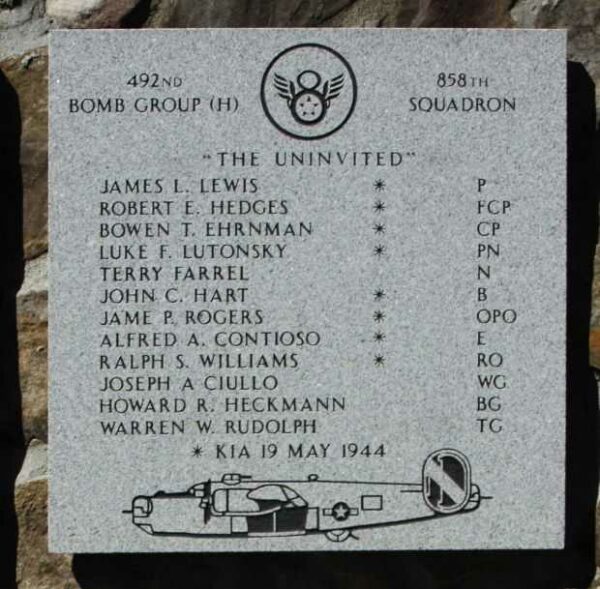 492ND 858TH
BOMB GROUP (H) SQUADRON
"THE UNINVITED"
JAMES L. LEWIS * P
ROBERT E. HEDGES * FCP
BOWEN T. EHRNMAN * CP
LUKE F. LUTONSKY * PN
TERRY FARREL N
JOHN C. HART * B
JAME P. ROGERS * OPO
ALFRED A. CONTIOSO * E
RALPH S. WILLIAMS * RO
JOSEPH A CIULLO WG
HOWARD R. HECKMANN BG
WARREN W. RUDOLPH TG
* KIA 19 MAY 1944